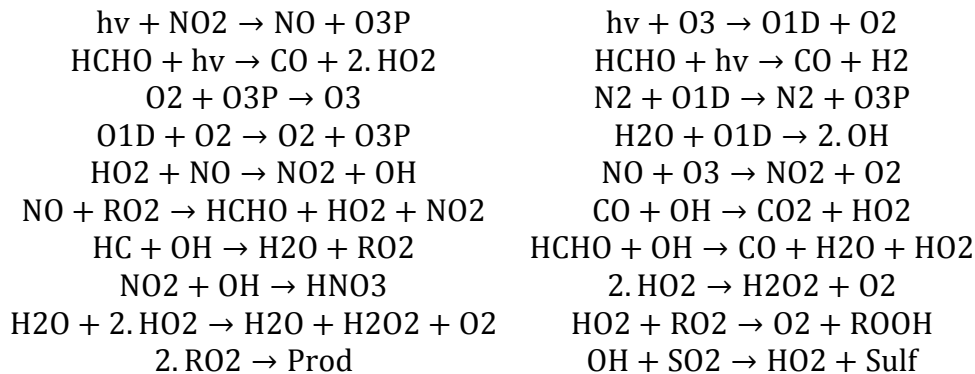 hv + NO2 → NO + O3P
hv + O3 → O1D + O2
HCHO + hv → CO + 2. HO2
HCHO + hv → CO + H2
O2 + O3P → O3
N2 + O1D → N2 + O3P
O1D + O2 → O2 + O3P
H2O + O1D → 2. OH
HO2 + NO → NO2 + OH
NO + O3 → NO2 + O2
NO + RO2 → HCHO + HO2 + NO2
CO + OH → CO2 + HO2
HC + OH → H2O + RO2
HCHO + OH → CO + H2O + HO2
NO2 + OH → HNO3
2. HO2 → H2O2 + O2
H2O + 2. HO2 → H2O + H2O2 + O2
HO2 + RO2 → O2 + ROOH
2. RO2 → Prod
OH + SO2 → HO2 + Sulf